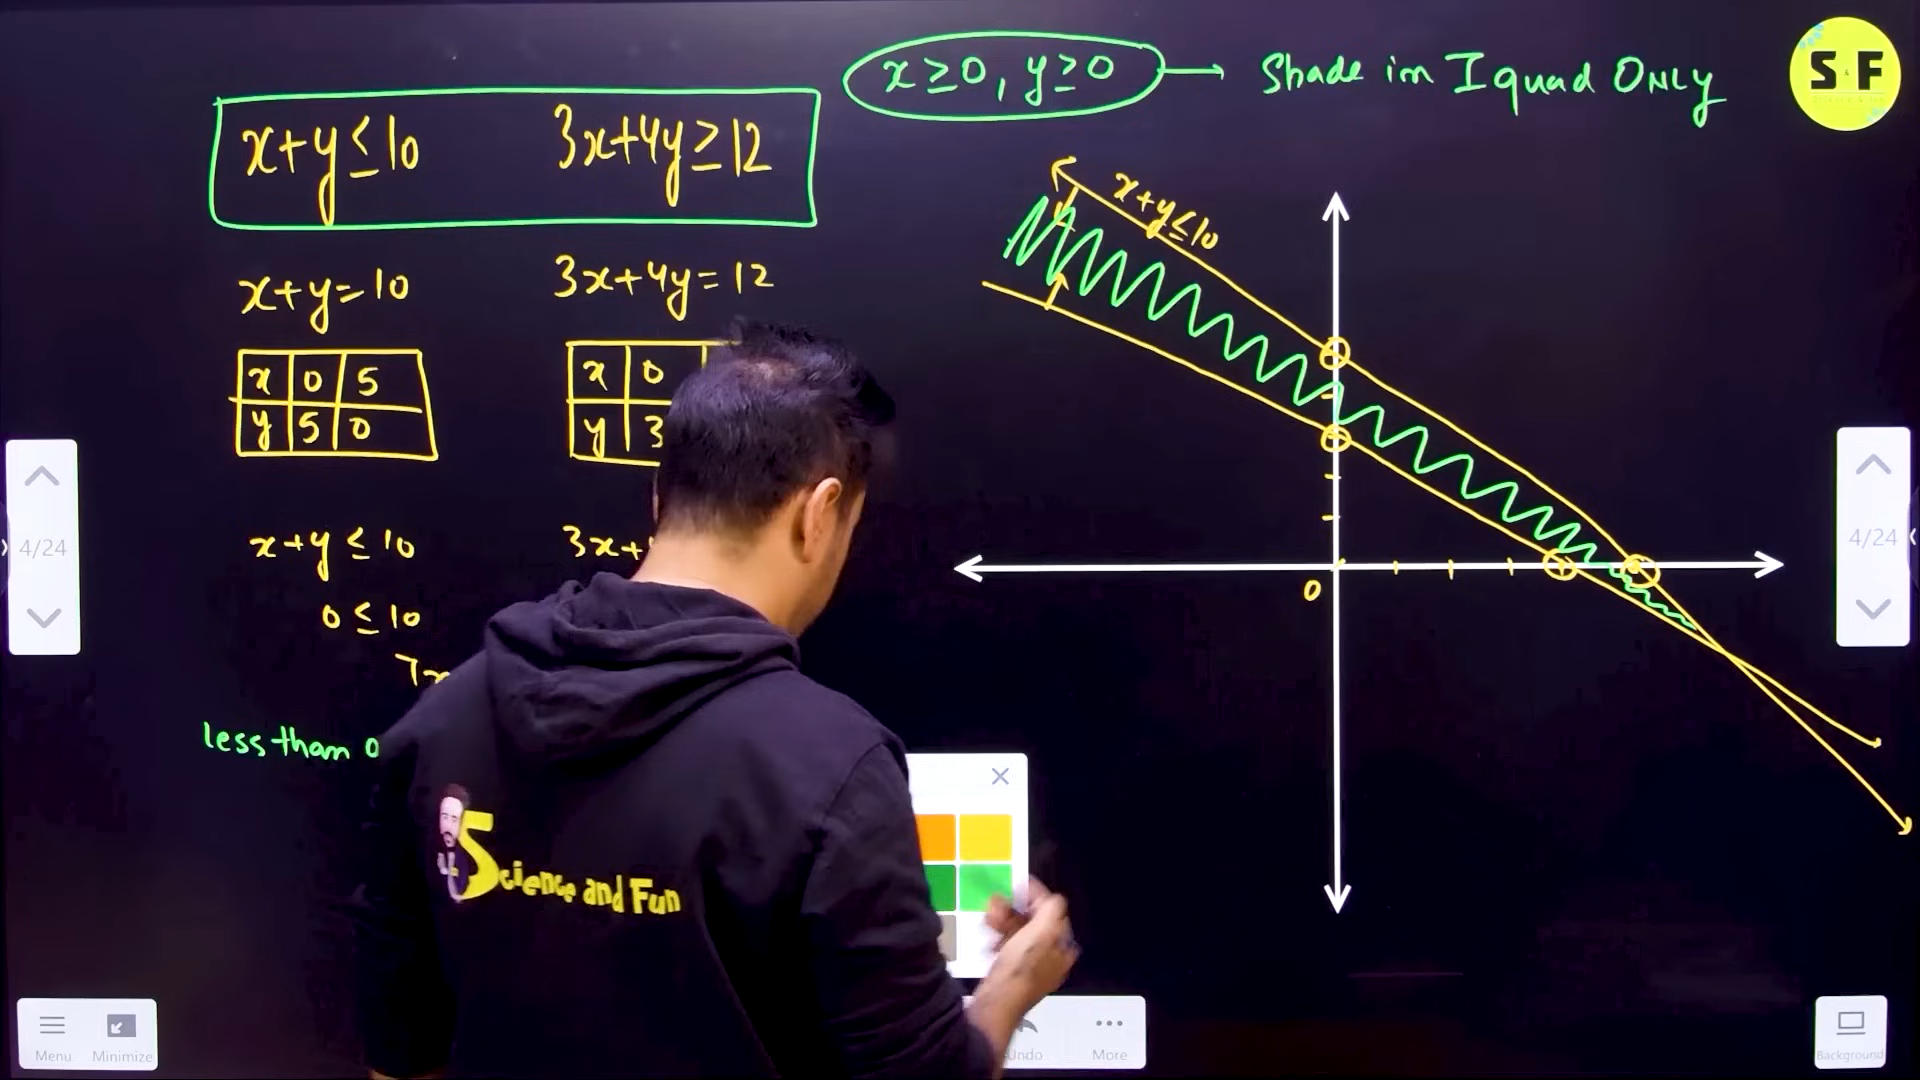 x≥0, y≥0 → Shade in I quad ONLY
S&F
x+y≤10 3x+4y≥12
x+y≤10
x+y=10 3x+4y=12
x 0 5
y 5 0
x 0
y 3
x+y≤10 3x+
0≤10
less than 0
0
4/24
4/24
Science and Fun
Menu Minimize
Undo More
Background